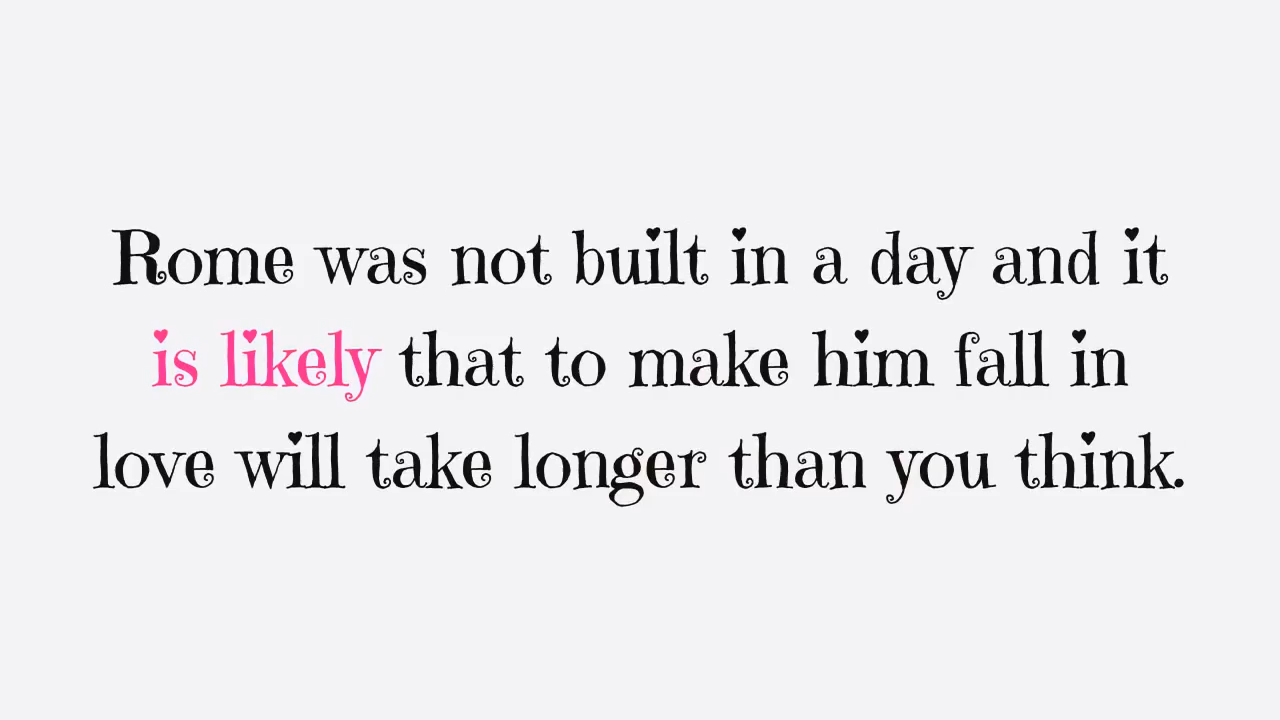 Rome was not built in a day and it
is likely that to make him fall in
love will take longer than you think.